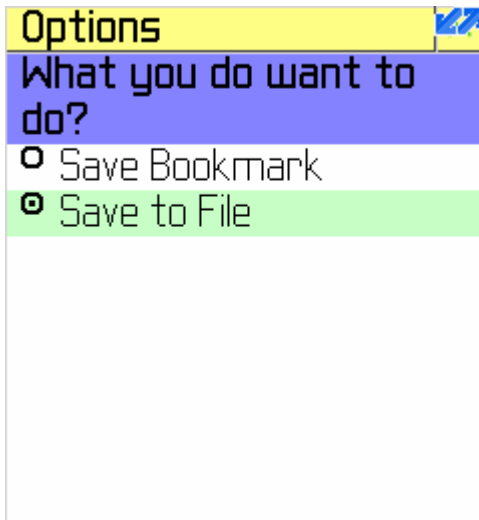 Options
What you do want to
do?
Save Bookmark
Save to File